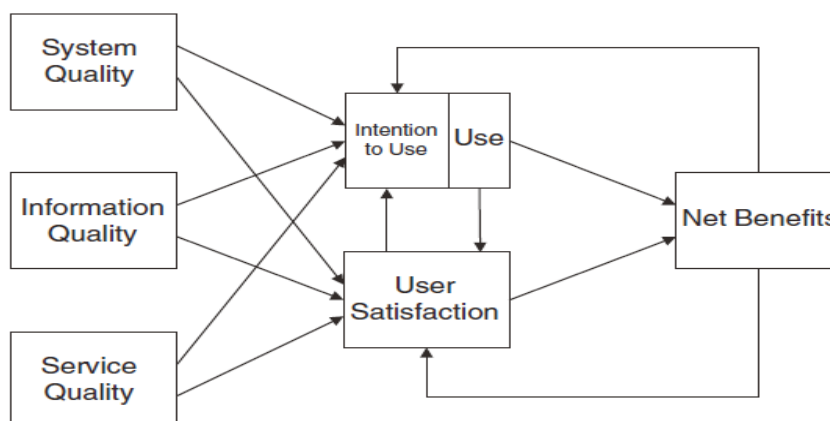 System
Quality
Intention
to Use
Use
Information
Quality
Net Benefits
User
Satisfaction
Service
Quality